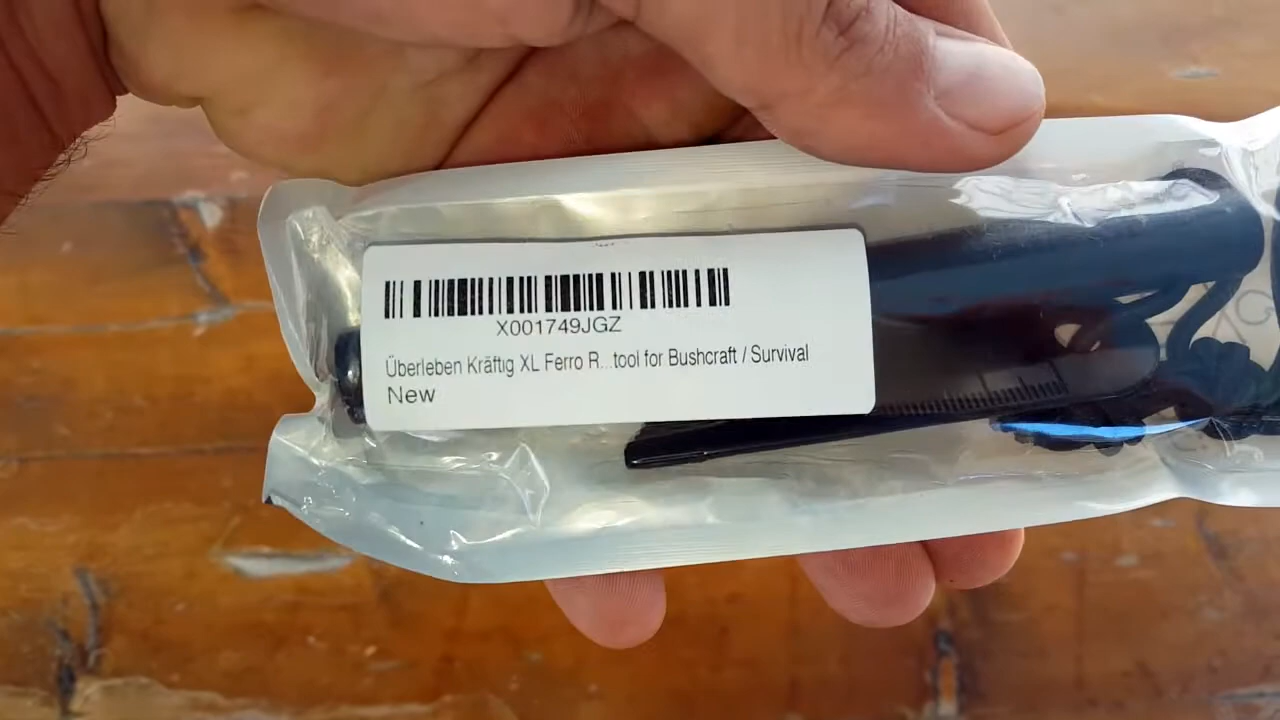 X001749JGZ
Überleben Kräftig XL Ferro R...tool for Bushcraft / Survival
New